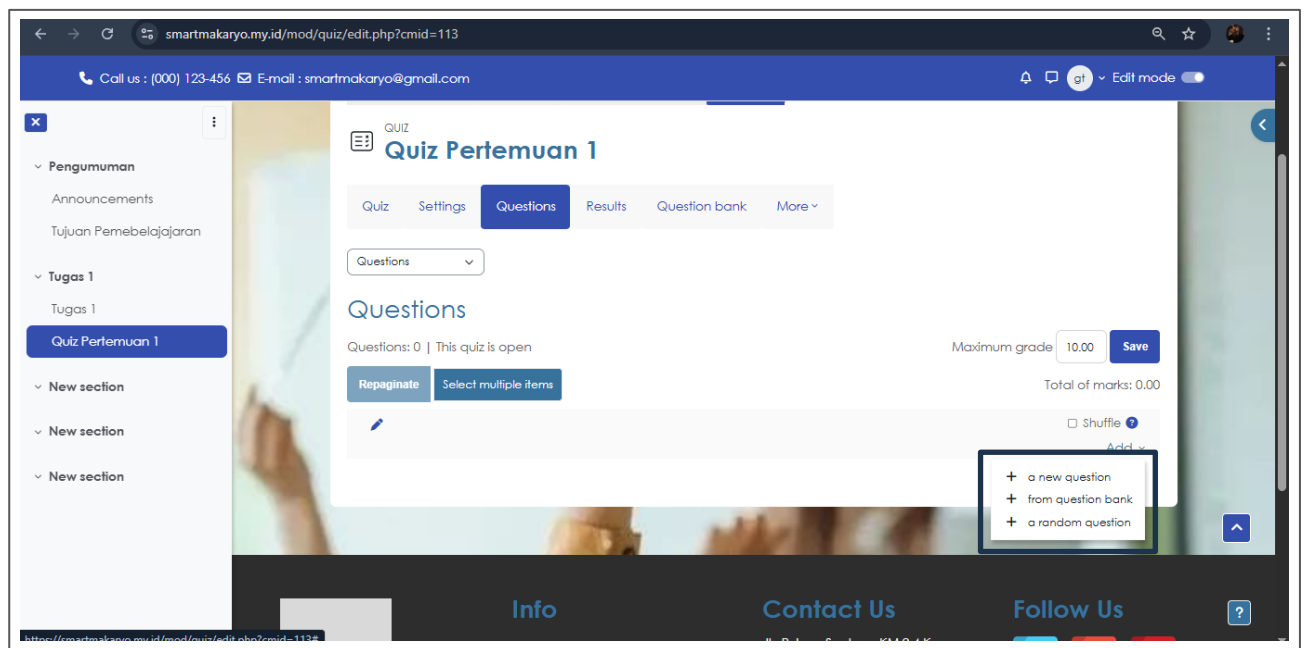 smartmakaryo.my.id/mod/quiz/edit.php?cmid=113
Call us : (000) 123-456 E-mail : smartmakaryo@gmail.com
gt Edit mode
Pengumuman
Announcements
Tujuan Pemebelajajaran
Tugas 1
Tugas 1
Quiz Pertemuan 1
New section
New section
New section
QUIZ
Quiz Pertemuan 1
Quiz Settings Questions Results Question bank More
Questions
Questions
Questions: 0 | This quiz is open
Maximum grade 10.00 Save
Repaginate Select multiple items
Total of marks: 0.00
Shuffle ?
Add
+ a new question
+ from question bank
+ a random question
Info
Contact Us
Follow Us
?
https://smartmakaryo.my.id/mod/quiz/edit.php?cmid=113#